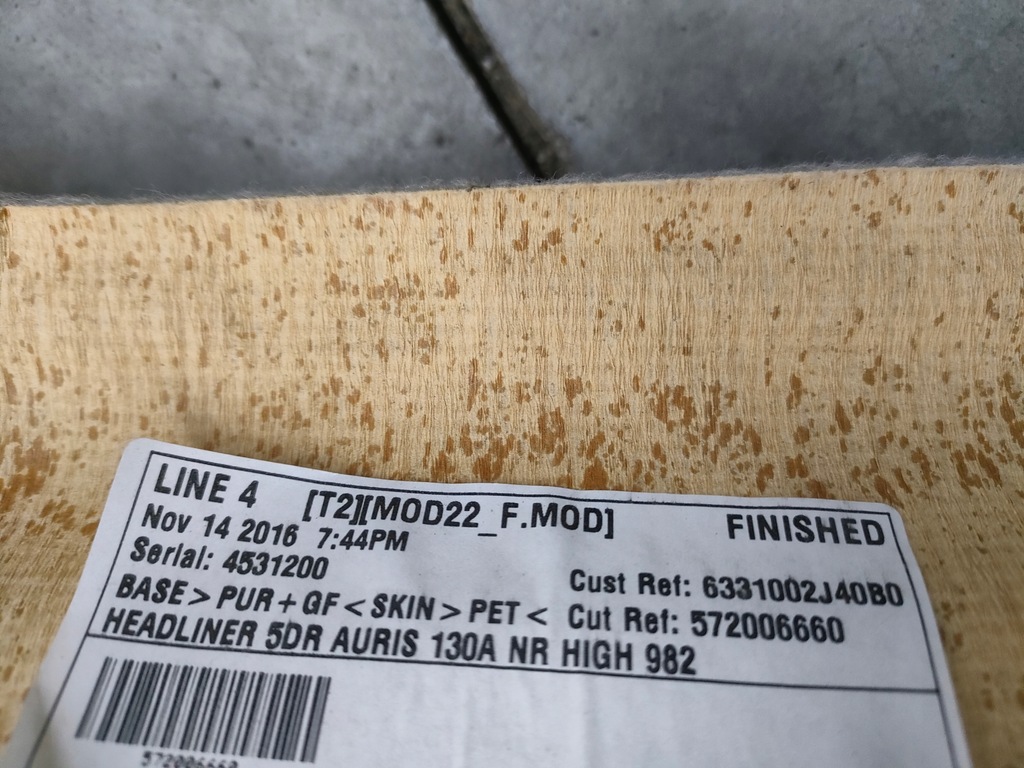 LINE 4 [T2][MOD22_F.MOD] FINISHED
Nov 14 2016 7:44PM
Serial: 4531200 Cust Ref: 6331002J40B0
BASE > PUR + GF < SKIN > PET < Cut Ref: 572006660
HEADLINER 5DR AURIS 130A NR HIGH 982
572006660